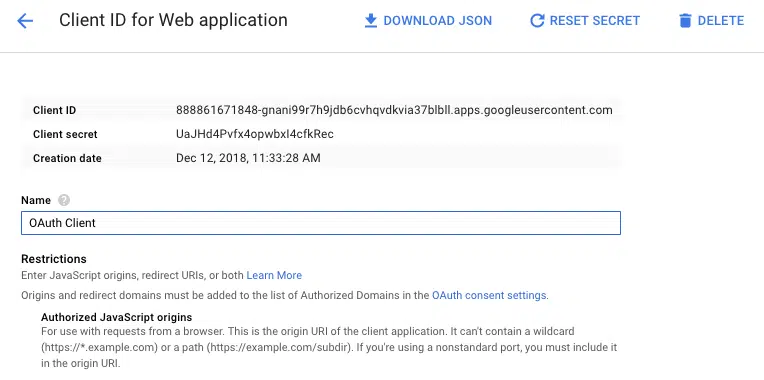 Client ID for Web application DOWNLOAD JSON RESET SECRET DELETE
Client ID 888861671848-gnani99r7h9jdb6cvhqvdkvia37blbll.apps.googleusercontent.com
Client secret UaJHd4Pvfx4opwbxI4cfkRec
Creation date Dec 12, 2018, 11:33:28 AM
Name ?
OAuth Client
Restrictions
Enter JavaScript origins, redirect URIs, or both Learn More
Origins and redirect domains must be added to the list of Authorized Domains in the OAuth consent settings.
Authorized JavaScript origins
For use with requests from a browser. This is the origin URI of the client application. It can't contain a wildcard
(https://*.example.com) or a path (https://example.com/subdir). If you're using a nonstandard port, you must include it
in the origin URI.